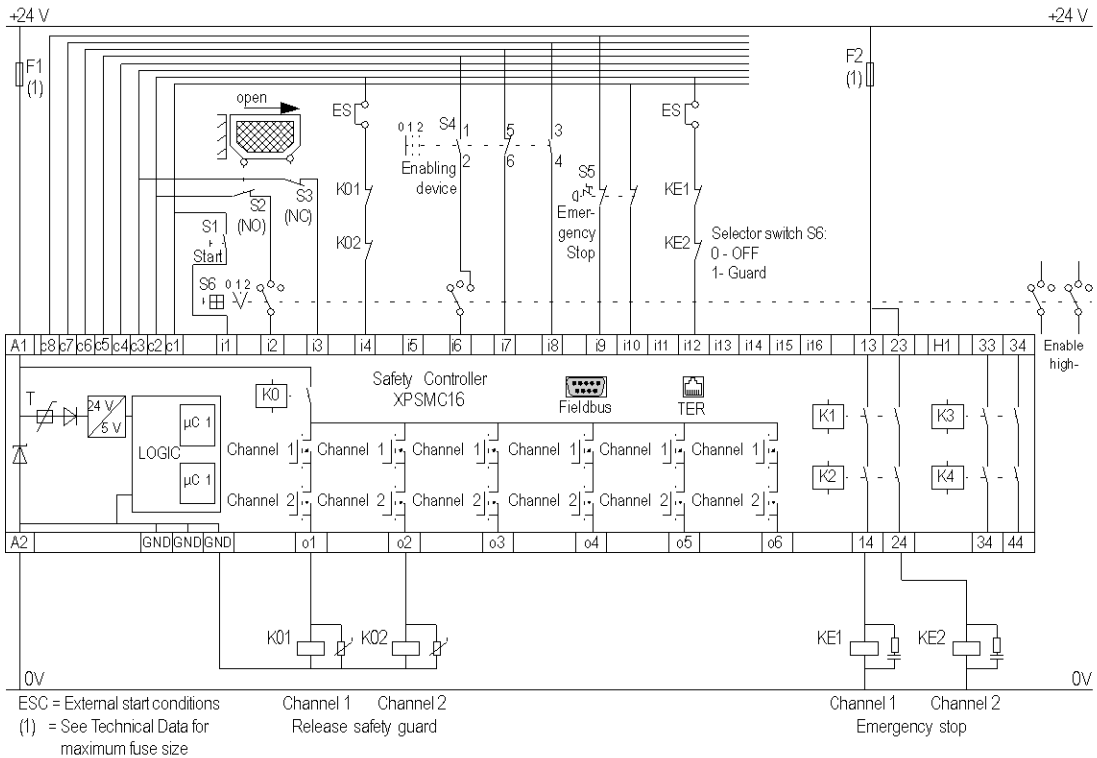 +24 V +24 V
F1
(1)
F2
(1)
open
ES
ES
S4
0 1 2
1
2
5
6
3
4
Enabling
device
S5
Emer-
gency
Stop
K01
K02
KE1
KE2
S3
(NC)
S2
(NO)
S1
Start
S6 0 1 2
Selector switch S6:
0 - OFF
1- Guard
A1 c8 c7 c6 c5 c4 c3 c2 c1 i1 i2 i3 i4 i5 i6 i7 i8 i9 i10 i11 i12 i13 i14 i15 i16 13 23 H1 33 34
Enable
high-
Safety Controller
XPSMC16
Fieldbus
TER
K0
T
24 V
5 V
LOGIC
µC 1
µC 1
Channel 1 Channel 1 Channel 1 Channel 1 Channel 1 Channel 1
Channel 2 Channel 2 Channel 2 Channel 2 Channel 2 Channel 2
K1 K3
K2 K4
A2 GND GND GND o1 o2 o3 o4 o5 o6 14 24 34 44
K01 K02 KE1 KE2
0V 0V
ESC = External start conditions
(1) = See Technical Data for
maximum fuse size
Channel 1 Channel 2
Release safety guard
Channel 1 Channel 2
Emergency stop